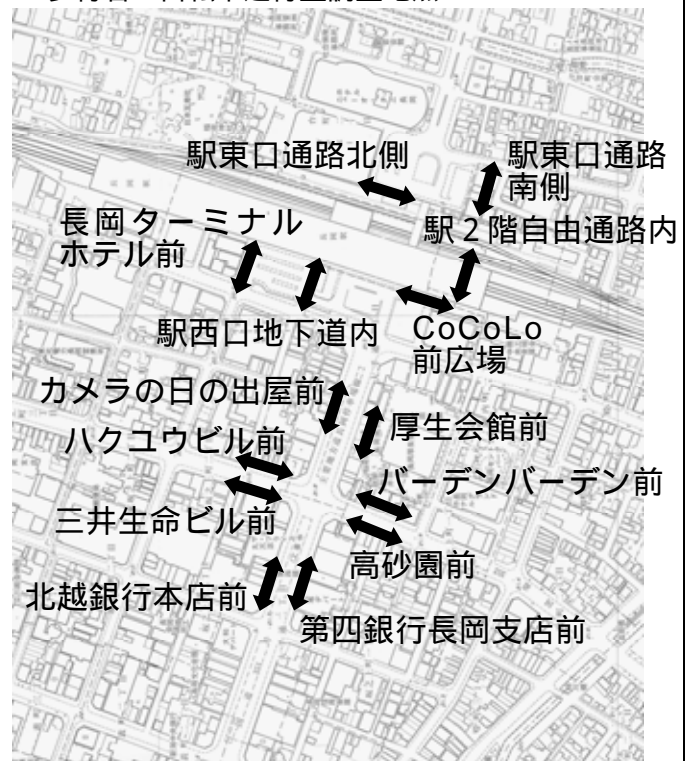 駅東口通路北側
駅東口通路
南側
長岡ターミナル
ホテル前
駅2階自由通路内
駅西口地下道内
CoCoLo
前広場
カメラの日の出屋前
厚生会館前
ハクユウビル前
バーデンバーデン前
三井生命ビル前
高砂園前
北越銀行本店前
第四銀行長岡支店前